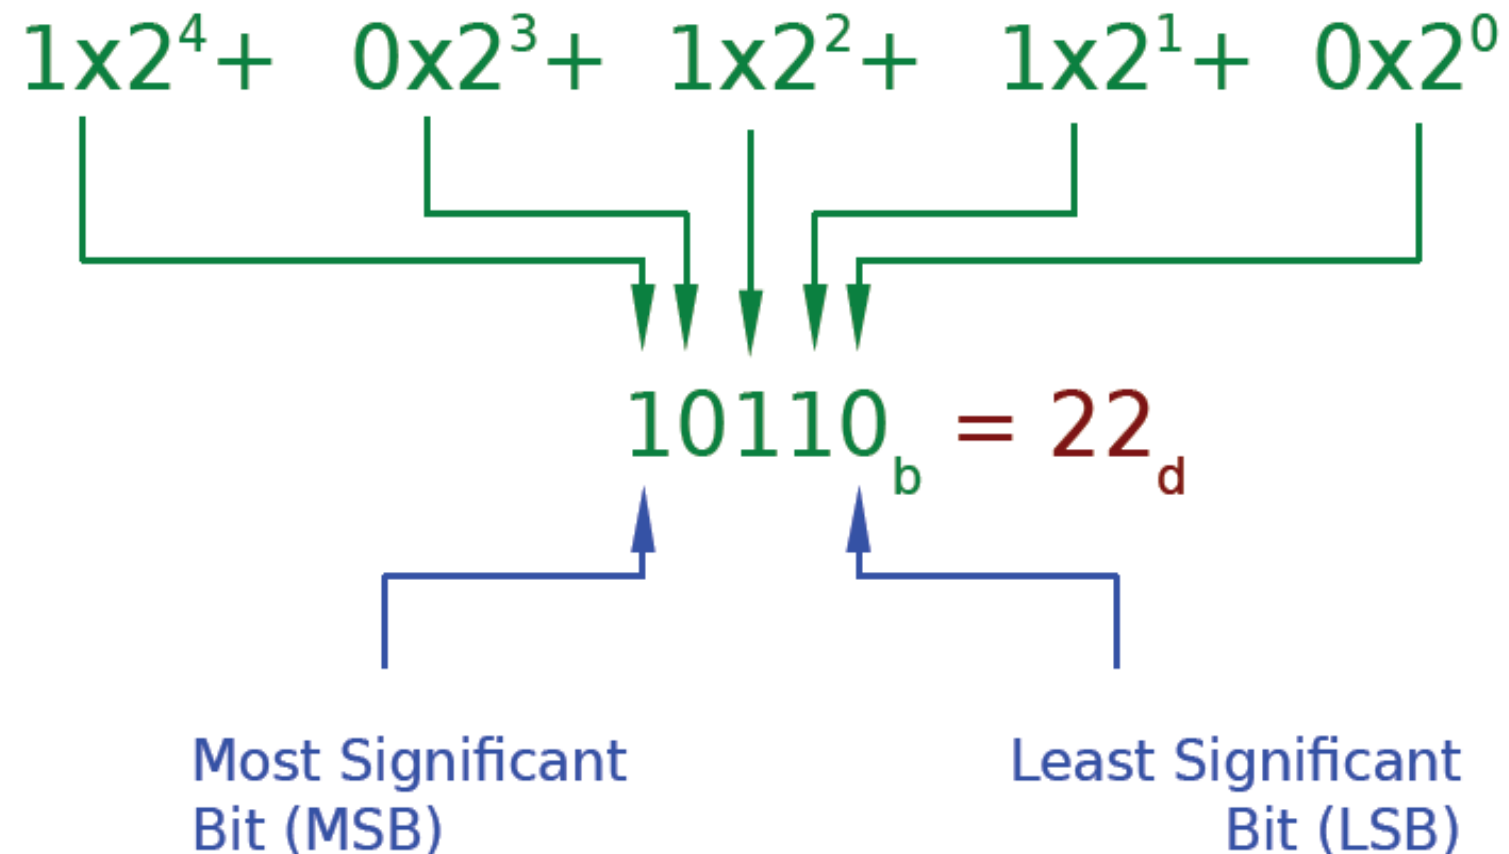 1x2⁴+ 0x2³+ 1x2²+ 1x2¹+ 0x2⁰
10110b = 22d
Most Significant
Bit (MSB)
Least Significant
Bit (LSB)